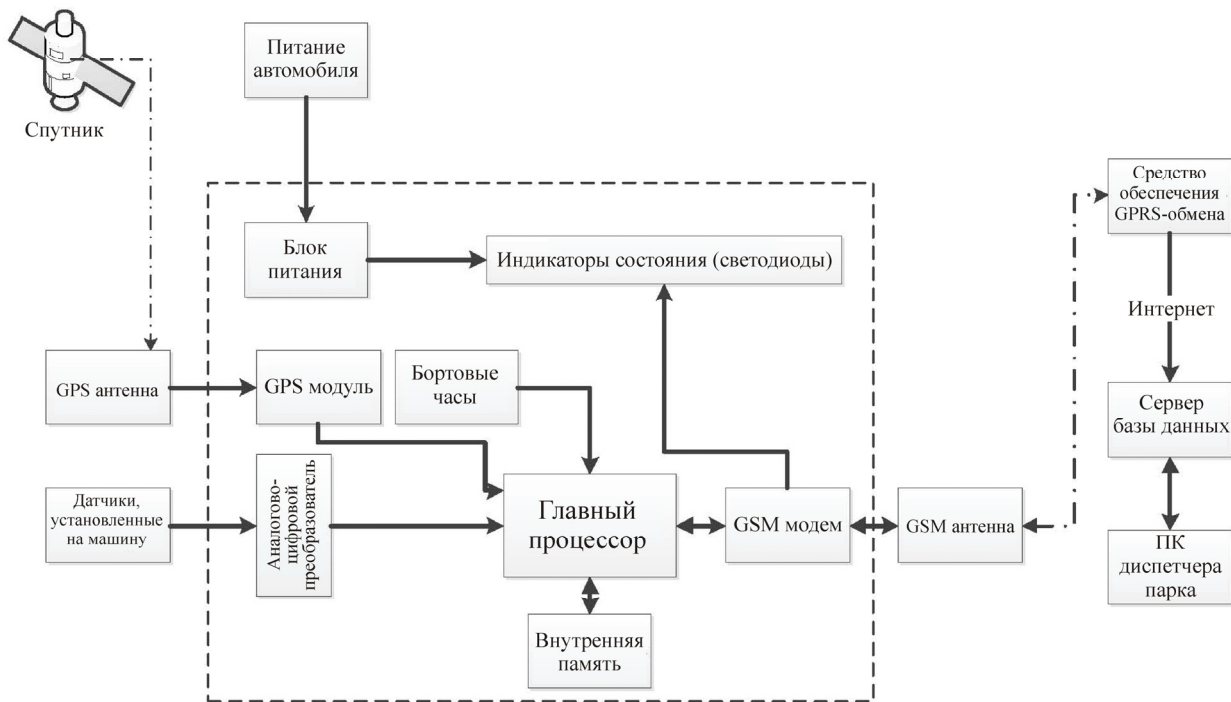 Спутник
Питание
автомобиля
Блок
питания
Индикаторы состояния (светодиоды)
Средство
обеспечения
GPRS-обмена
Интернет
GPS антенна
GPS модуль
Бортовые
часы
Сервер
базы данных
Датчики,
установленные
на машину
Аналогово-
цифровой
преобразователь
Главный
процессор
GSM модем
GSM антенна
ПК
диспетчера
парка
Внутренняя
память